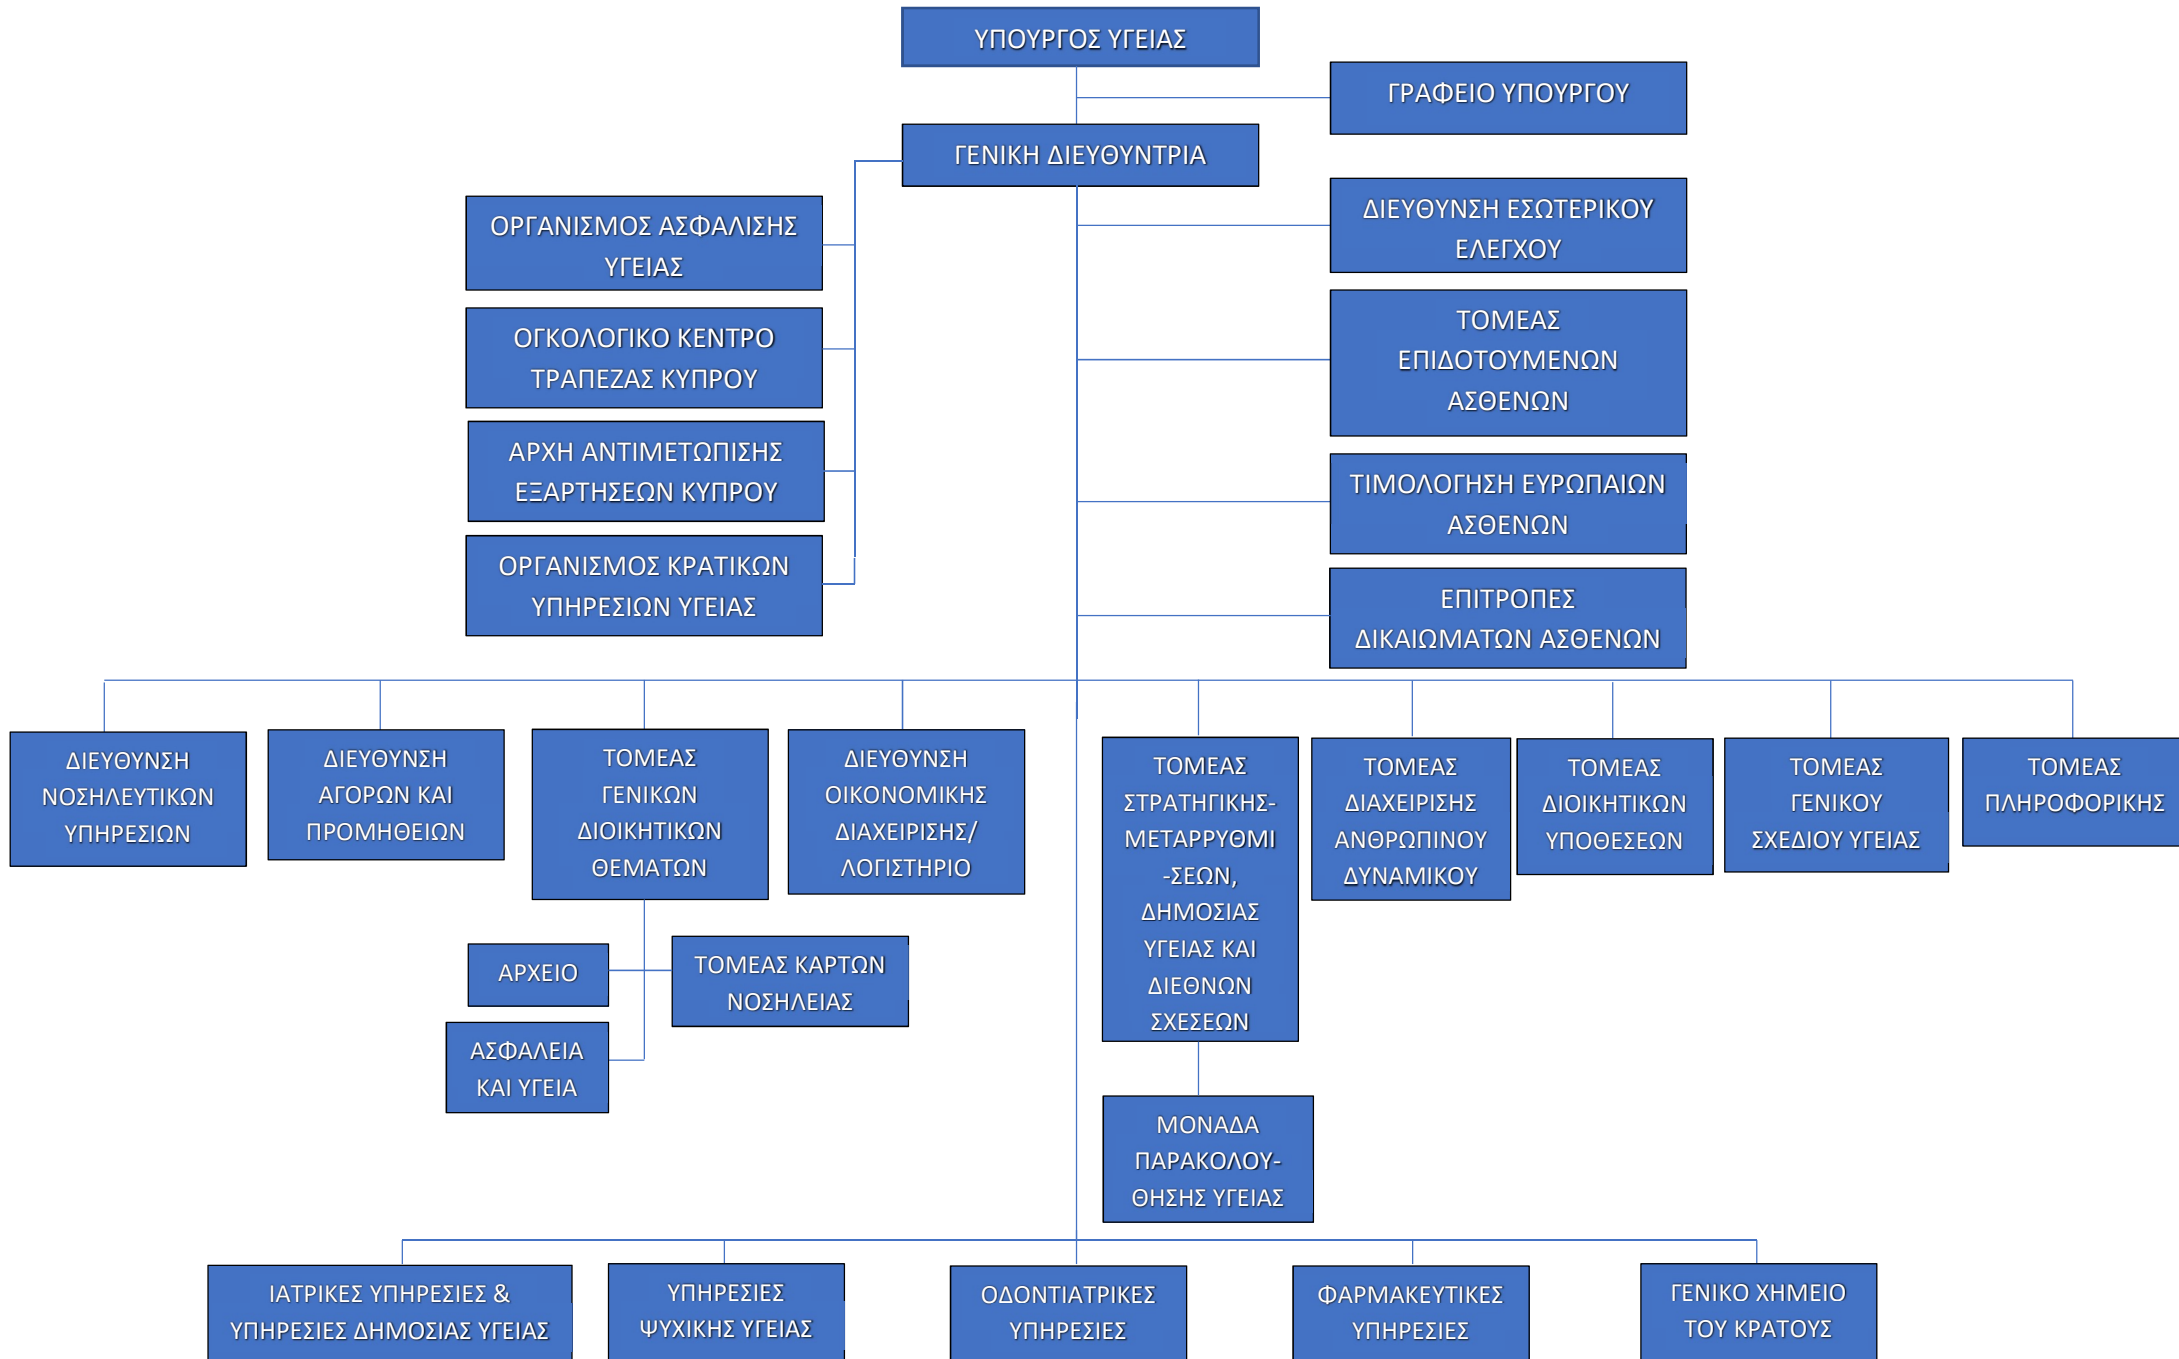 ΥΠΟΥΡΓΟΣ ΥΓΕΙΑΣ
ΓΡΑΦΕΙΟ ΥΠΟΥΡΓΟΥ
ΓΕΝΙΚΗ ΔΙΕΥΘΥΝΤΡΙΑ
ΟΡΓΑΝΙΣΜΟΣ ΑΣΦΑΛΙΣΗΣ
ΥΓΕΙΑΣ
ΟΓΚΟΛΟΓΙΚΟ ΚΕΝΤΡΟ
ΤΡΑΠΕΖΑΣ ΚΥΠΡΟΥ
ΑΡΧΗ ΑΝΤΙΜΕΤΩΠΙΣΗΣ
ΕΞΑΡΤΗΣΕΩΝ ΚΥΠΡΟΥ
ΟΡΓΑΝΙΣΜΟΣ ΚΡΑΤΙΚΩΝ
ΥΠΗΡΕΣΙΩΝ ΥΓΕΙΑΣ
ΔΙΕΥΘΥΝΣΗ ΕΣΩΤΕΡΙΚΟΥ
ΕΛΕΓΧΟΥ
ΤΟΜΕΑΣ
ΕΠΙΔΟΤΟΥΜΕΝΩΝ
ΑΣΘΕΝΩΝ
ΤΙΜΟΛΟΓΗΣΗ ΕΥΡΩΠΑΙΩΝ
ΑΣΘΕΝΩΝ
ΕΠΙΤΡΟΠΕΣ
ΔΙΚΑΙΩΜΑΤΩΝ ΑΣΘΕΝΩΝ
ΔΙΕΥΘΥΝΣΗ
ΝΟΣΗΛΕΥΤΙΚΩΝ
ΥΠΗΡΕΣΙΩΝ
ΔΙΕΥΘΥΝΣΗ
ΑΓΟΡΩΝ ΚΑΙ
ΠΡΟΜΗΘΕΙΩΝ
ΤΟΜΕΑΣ
ΓΕΝΙΚΩΝ
ΔΙΟΙΚΗΤΙΚΩΝ
ΘΕΜΑΤΩΝ
ΔΙΕΥΘΥΝΣΗ
ΟΙΚΟΝΟΜΙΚΗΣ
ΔΙΑΧΕΙΡΙΣΗΣ/
ΛΟΓΙΣΤΗΡΙΟ
ΤΟΜΕΑΣ
ΣΤΡΑΤΗΓΙΚΗΣ-
ΜΕΤΑΡΡΥΘΜΙ
-ΣΕΩΝ,
ΔΗΜΟΣΙΑΣ
ΥΓΕΙΑΣ ΚΑΙ
ΔΙΕΘΝΩΝ
ΣΧΕΣΕΩΝ
ΤΟΜΕΑΣ
ΔΙΑΧΕΙΡΙΣΗΣ
ΑΝΘΡΩΠΙΝΟΥ
ΔΥΝΑΜΙΚΟΥ
ΤΟΜΕΑΣ
ΔΙΟΙΚΗΤΙΚΩΝ
ΥΠΟΘΕΣΕΩΝ
ΤΟΜΕΑΣ
ΓΕΝΙΚΟΥ
ΣΧΕΔΙΟΥ ΥΓΕΙΑΣ
ΤΟΜΕΑΣ
ΠΛΗΡΟΦΟΡΙΚΗΣ
ΑΡΧΕΙΟ
ΤΟΜΕΑΣ ΚΑΡΤΩΝ
ΝΟΣΗΛΕΙΑΣ
ΑΣΦΑΛΕΙΑ
ΚΑΙ ΥΓΕΙΑ
ΜΟΝΑΔΑ
ΠΑΡΑΚΟΛΟΥ-
ΘΗΣΗΣ ΥΓΕΙΑΣ
ΙΑΤΡΙΚΕΣ ΥΠΗΡΕΣΙΕΣ &
ΥΠΗΡΕΣΙΕΣ ΔΗΜΟΣΙΑΣ ΥΓΕΙΑΣ
ΥΠΗΡΕΣΙΕΣ
ΨΥΧΙΚΗΣ ΥΓΕΙΑΣ
ΟΔΟΝΤΙΑΤΡΙΚΕΣ
ΥΠΗΡΕΣΙΕΣ
ΦΑΡΜΑΚΕΥΤΙΚΕΣ
ΥΠΗΡΕΣΙΕΣ
ΓΕΝΙΚΟ ΧΗΜΕΙΟ
ΤΟΥ ΚΡΑΤΟΥΣ